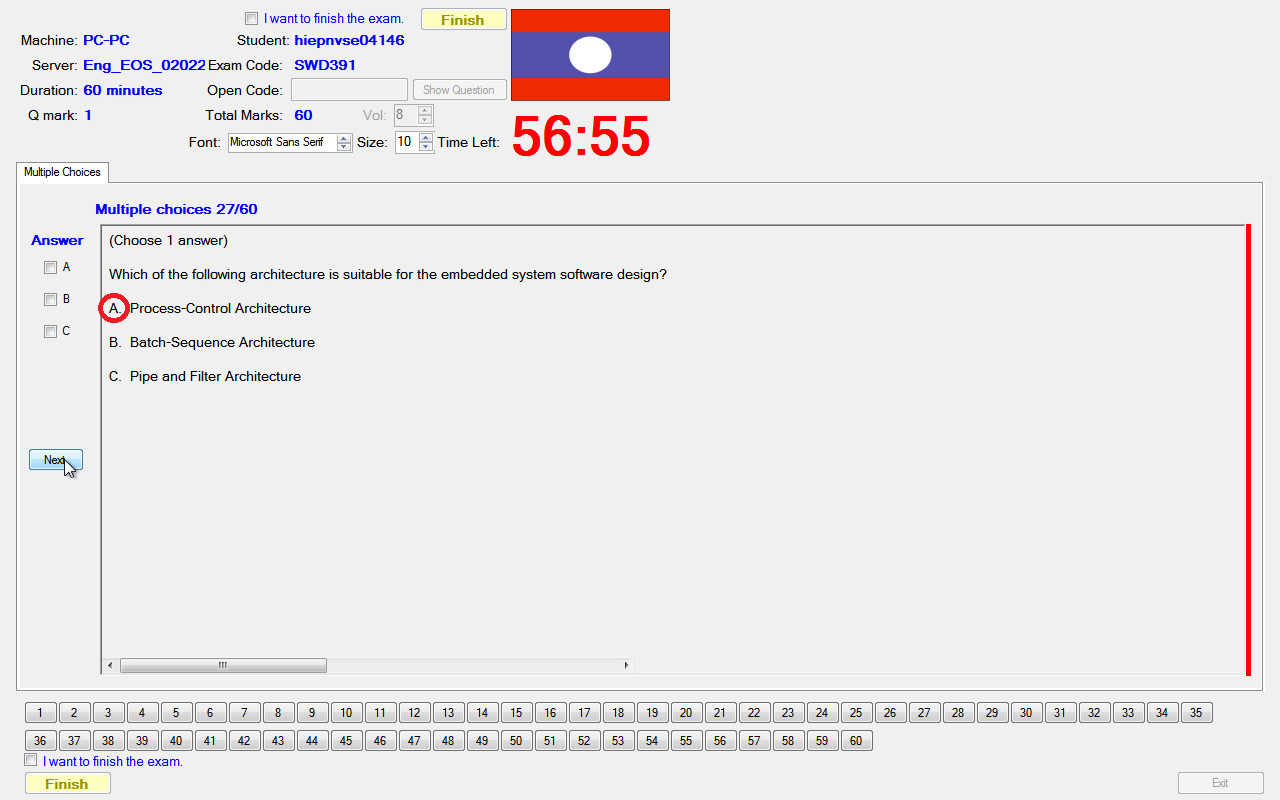 I want to finish the exam.
Finish
Machine: PC-PC
Student: hiepnvse04146
Server: Eng_EOS_02022
Exam Code: SWD391
Duration: 60 minutes
Open Code:
Show Question
Q mark: 1
Total Marks: 60
Vol: 8
Font: Microsoft Sans Serif
Size: 10
Time Left: 56:55
Multiple Choices
Multiple choices 27/60
Answer
A
B
C
Next
(Choose 1 answer)
Which of the following architecture is suitable for the embedded system software design?
A. Process-Control Architecture
B. Batch-Sequence Architecture
C. Pipe and Filter Architecture
1 2 3 4 5 6 7 8 9 10 11 12 13 14 15 16 17 18 19 20 21 22 23 24 25 26 27 28 29 30 31 32 33 34 35
36 37 38 39 40 41 42 43 44 45 46 47 48 49 50 51 52 53 54 55 56 57 58 59 60
I want to finish the exam.
Finish
Exit